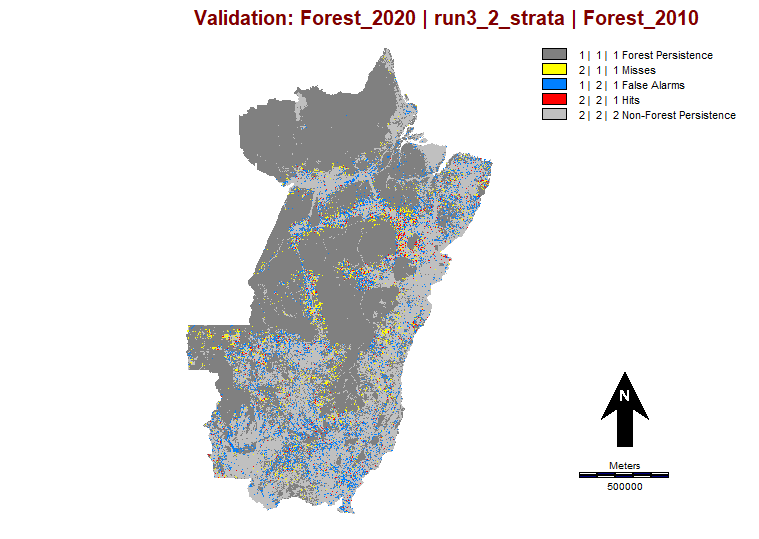 Validation: Forest_2020 | run3_2_strata | Forest_2010
1 | 1 | 1 Forest Persistence
2 | 1 | 1 Misses
1 | 2 | 1 False Alarms
2 | 2 | 1 Hits
2 | 2 | 2 Non-Forest Persistence
N
Meters
500000